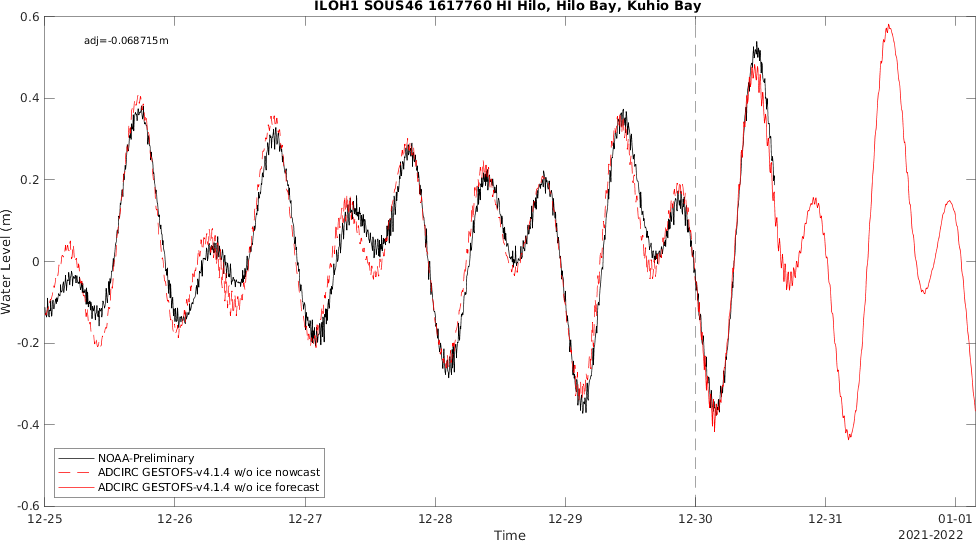 ILOH1 SOUS46 1617760 HI Hilo, Hilo Bay, Kuhio Bay
adj=-0.068715m
0.6
0.4
0.2
0
-0.2
-0.4
-0.6
Water Level (m)
NOAA-Preliminary
ADCIRC GESTOFS-v4.1.4 w/o ice nowcast
ADCIRC GESTOFS-v4.1.4 w/o ice forecast
12-25 12-26 12-27 12-28 12-29 12-30 12-31 01-01
Time
2021-2022